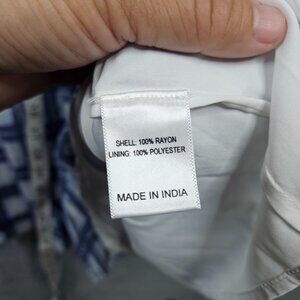 SHELL: 100% RAYON
LINING: 100% POLYESTER
MADE IN INDIA